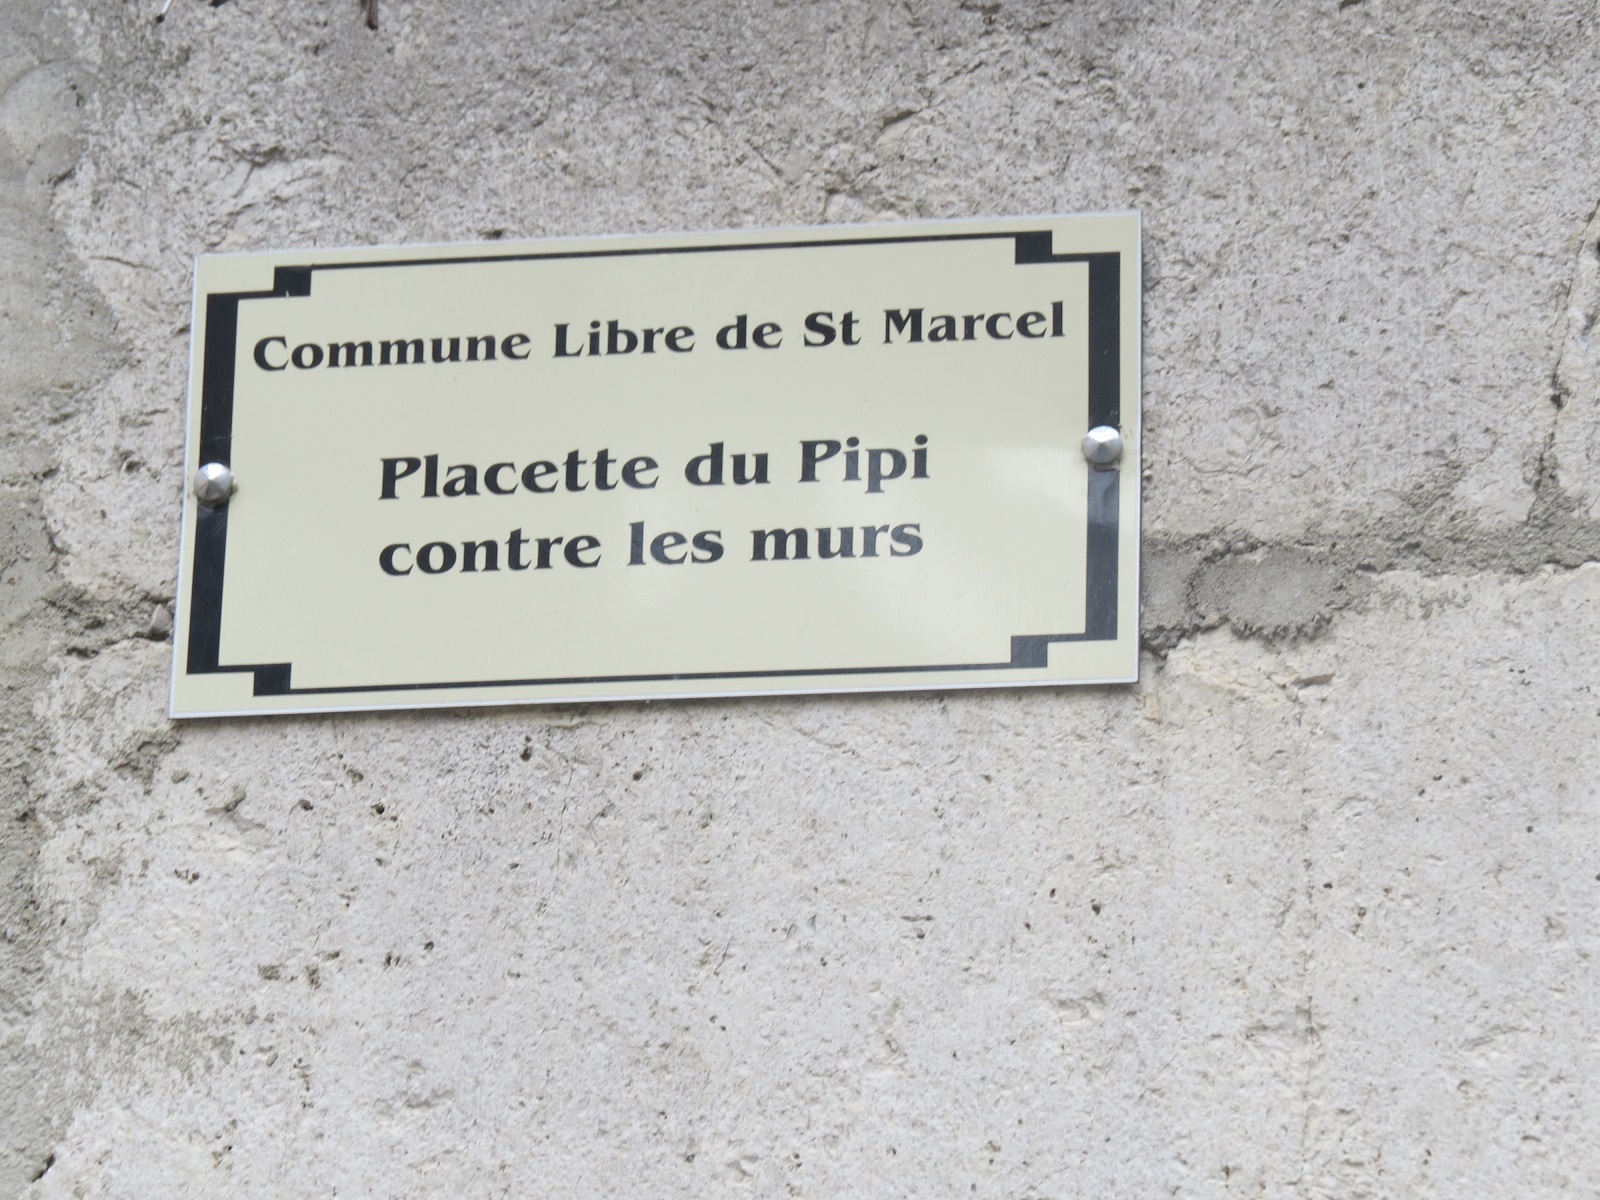 Commune Libre de St Marcel
Placette du Pipi
contre les murs